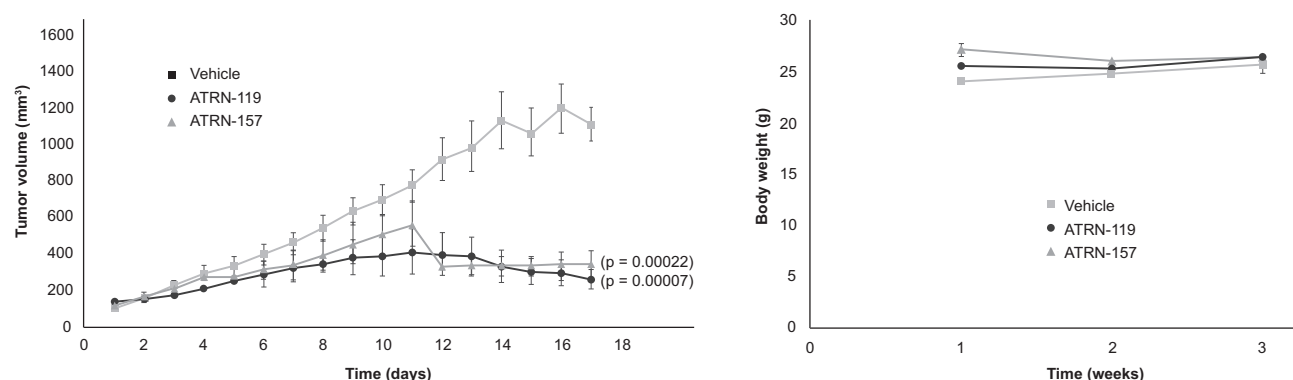 Tumor volume (mm³)
1600
1400
1200
1000
800
600
400
200
0
Vehicle
ATRN-119
ATRN-157
(p = 0.00022)
(p = 0.00007)
0 2 4 6 8 10 12 14 16 18
Time (days)
Body weight (g)
30
25
20
15
10
5
0
Vehicle
ATRN-119
ATRN-157
0 1 2 3
Time (weeks)